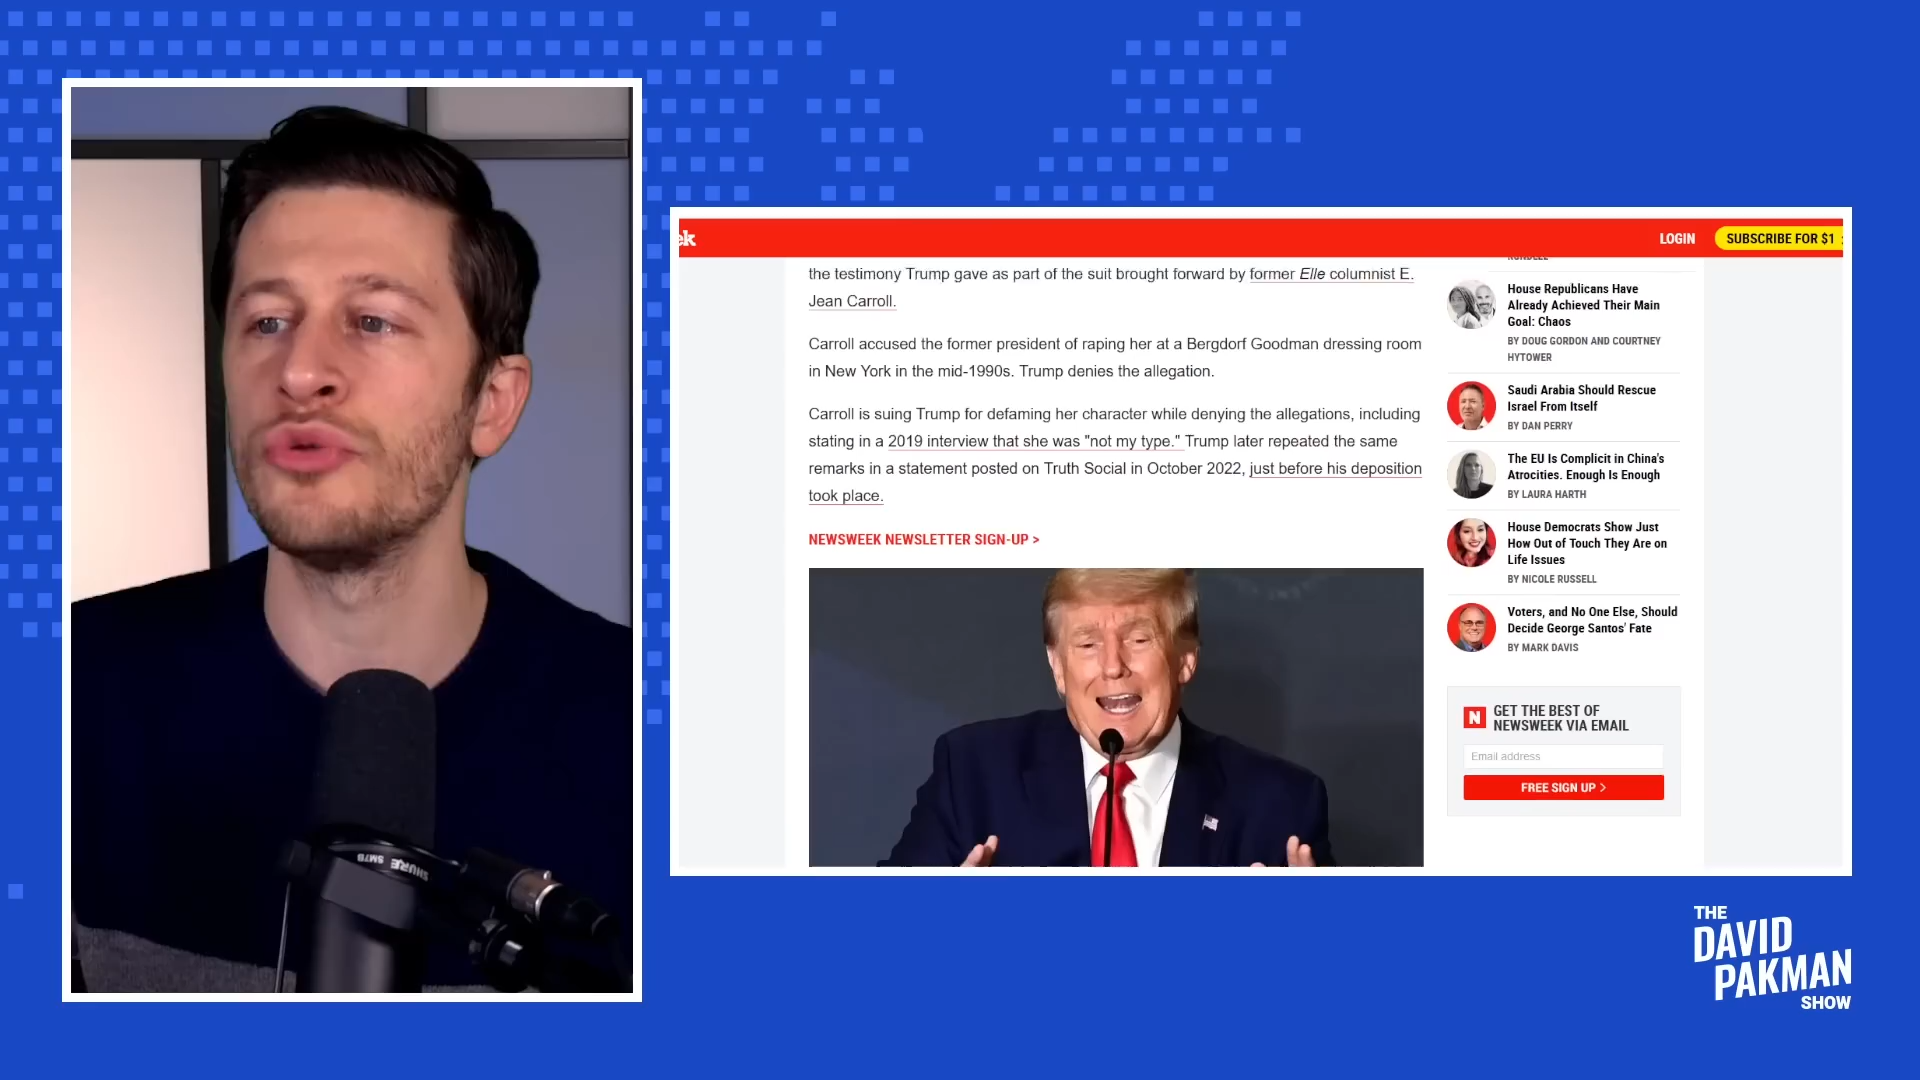 ek
LOGIN
SUBSCRIBE FOR $1
the testimony Trump gave as part of the suit brought forward by former Elle columnist E.
Jean Carroll.
Carroll accused the former president of raping her at a Bergdorf Goodman dressing room
in New York in the mid-1990s. Trump denies the allegation.
Carroll is suing Trump for defaming her character while denying the allegations, including
stating in a 2019 interview that she was "not my type." Trump later repeated the same
remarks in a statement posted on Truth Social in October 2022, just before his deposition
took place.
NEWSWEEK NEWSLETTER SIGN-UP >
House Republicans Have
Already Achieved Their Main
Goal: Chaos
BY DOUG GORDON AND COURTNEY
HYTOWER
Saudi Arabia Should Rescue
Israel From Itself
BY DAN PERRY
The EU Is Complicit in China's
Atrocities. Enough Is Enough
BY LAURA HARTH
House Democrats Show Just
How Out of Touch They Are on
Life Issues
BY NICOLE RUSSELL
Voters, and No One Else, Should
Decide George Santos' Fate
BY MARK DAVIS
N
GET THE BEST OF
NEWSWEEK VIA EMAIL
Email address
FREE SIGN UP >
SHURE
SM7B
THE
DAVID
PAKMAN
SHOW